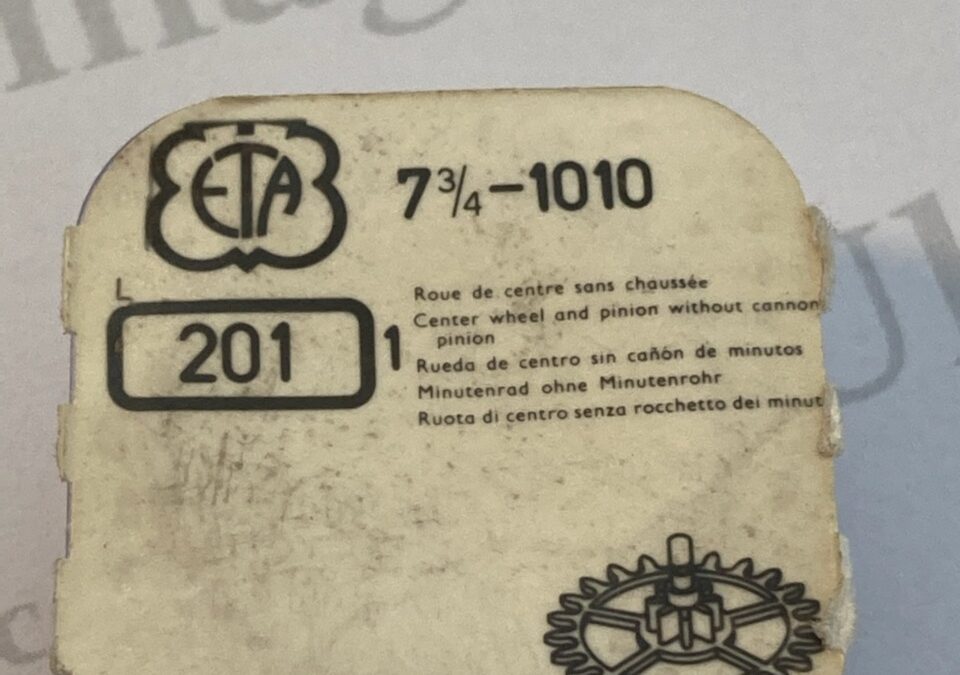 ETA
7¾-1010
L
201 1
Roue de centre sans chaussée
Center wheel and pinion without cannon
pinion
Rueda de centro sin cañón de minutos
Minutenrad ohne Minutenrohr
Ruota di centro senza rocchetto dei minut